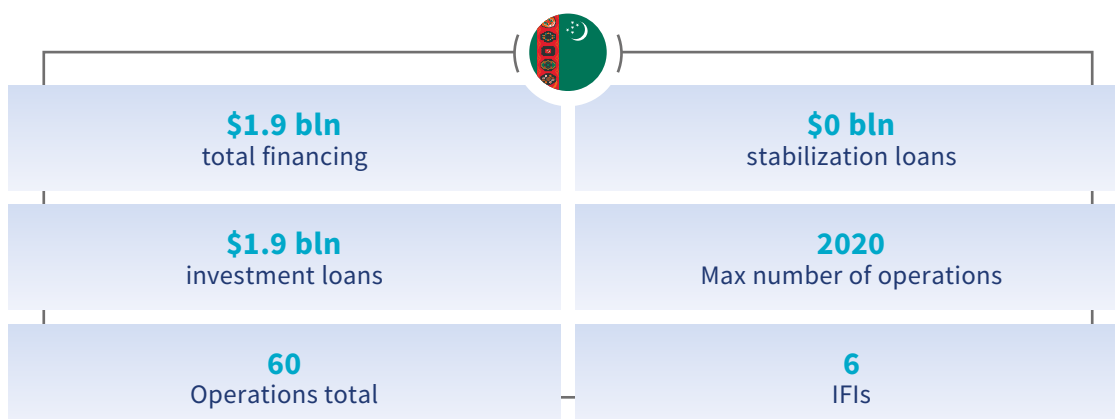 $1.9 bln
total financing
$0 bln
stabilization loans
$1.9 bln
investment loans
2020
Max number of operations
60
Operations total
6
IFIs